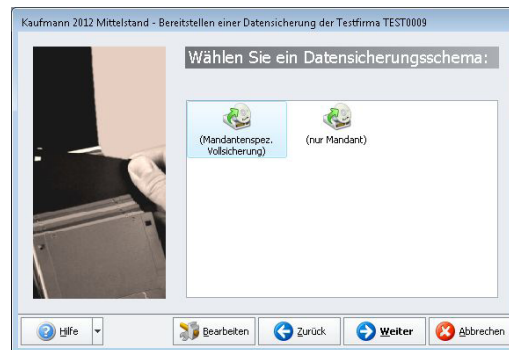 Kaufmann 2012 Mittelstand - Bereitstellen einer Datensicherung der Testfirma TEST0009
Wählen Sie ein Datensicherungsschema:
(Mandantenspez.
Vollsicherung)
(nur Mandant)
Hilfe
Bearbeiten
Zurück
Weiter
Abbrechen